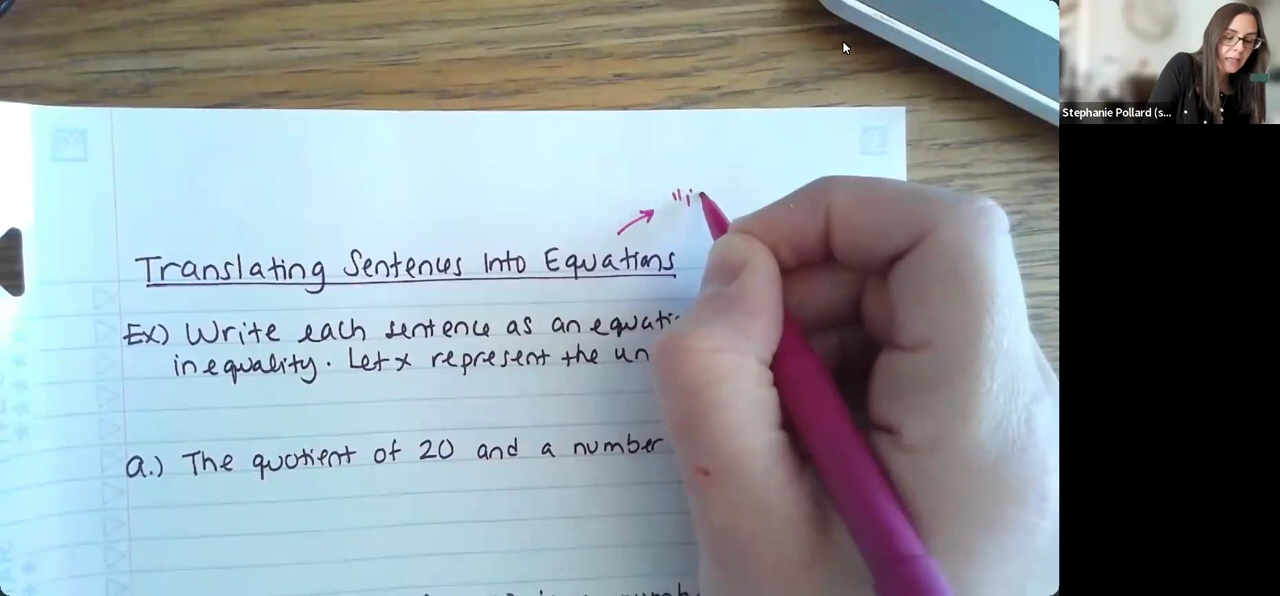 Stephanie Pollard (s...
"i
Translating Sentences Into Equations
Ex) Write each sentence as an equati
inequality. Let x represent the un
a.) The quotient of 20 and a number